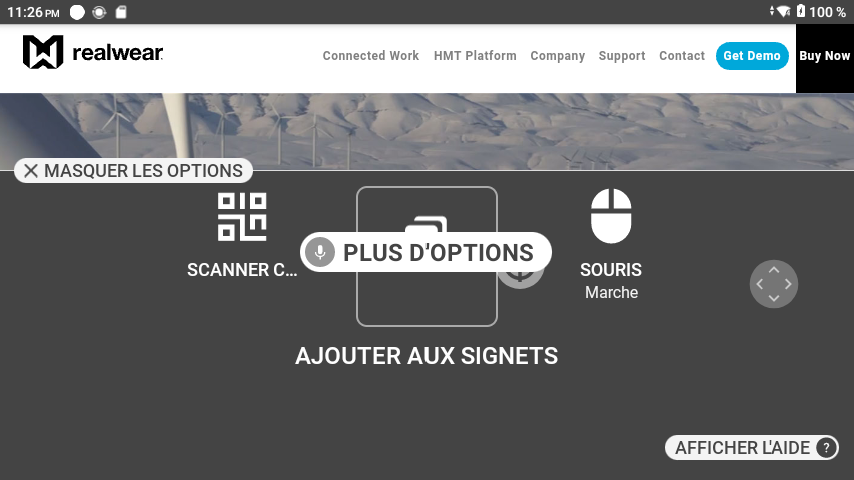 11:26 PM
100 %
realwear
Connected Work HMT Platform Company Support Contact Get Demo Buy Now
MASQUER LES OPTIONS
PLUS D'OPTIONS
SCANNER C...
SOURIS
Marche
AJOUTER AUX SIGNETS
AFFICHER L'AIDE ?